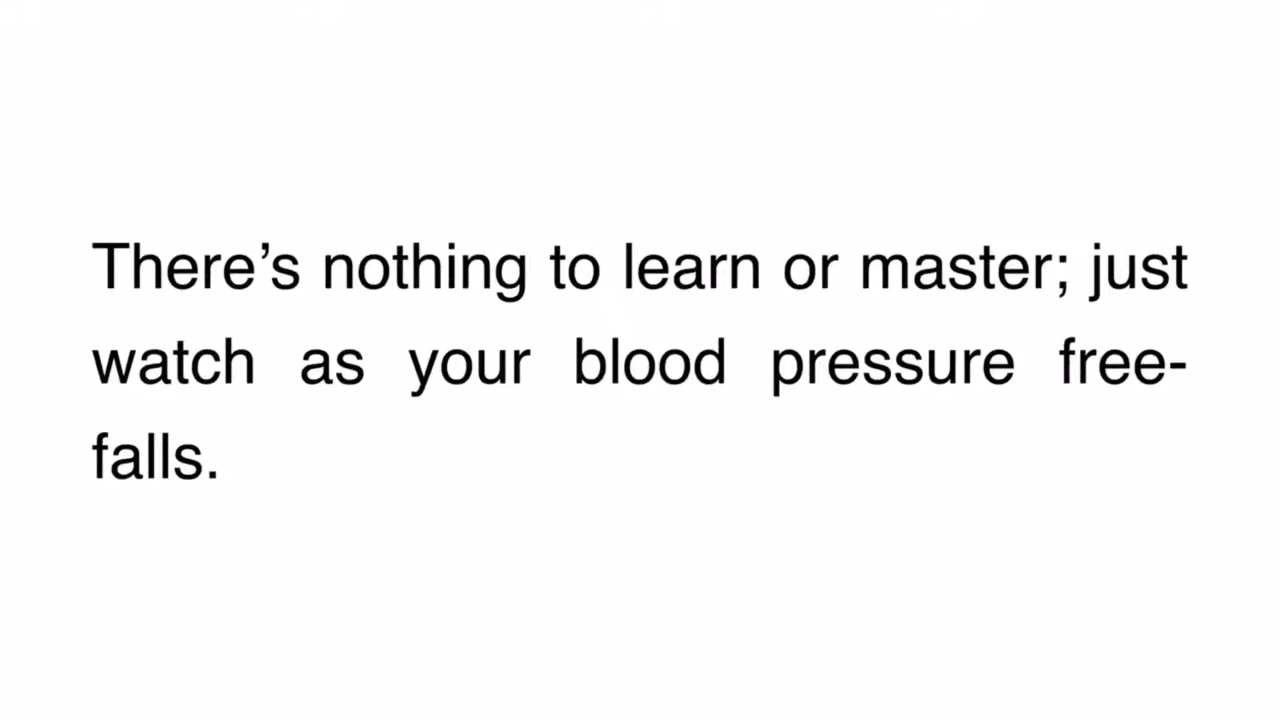 There’s nothing to learn or master; just
watch as your blood pressure free-
falls.